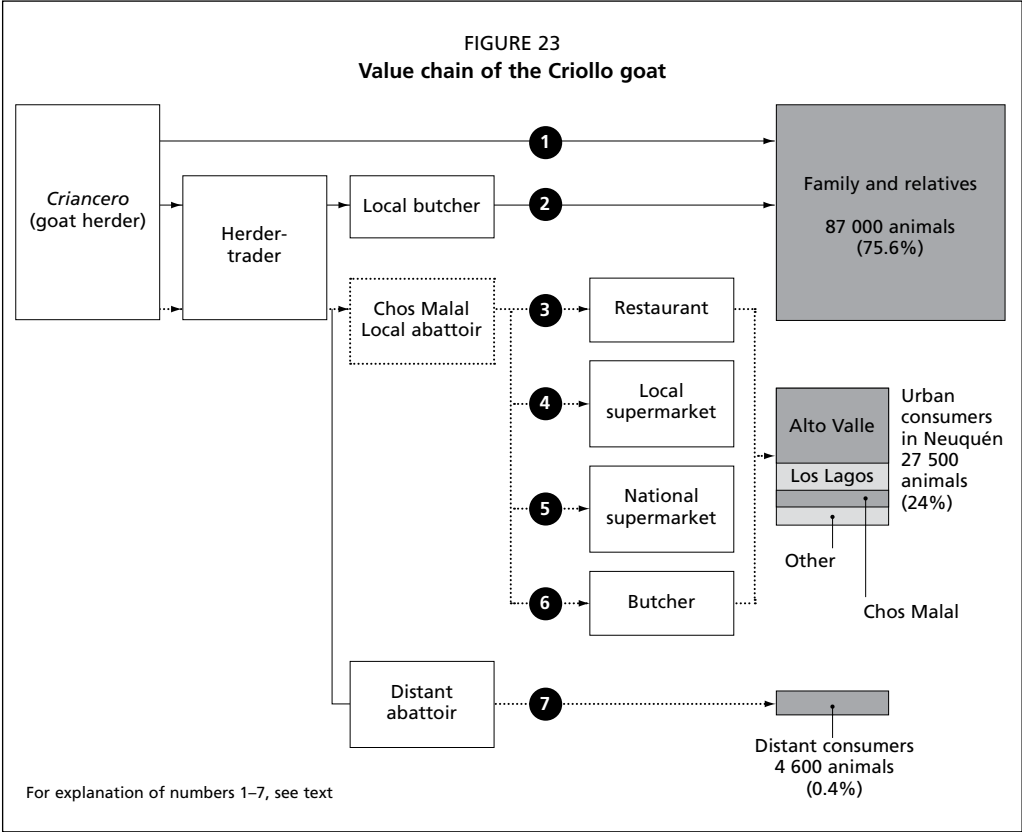 FIGURE 23
Value chain of the Criollo goat
Criancero
(goat herder)
Herder-
trader
Local butcher
1
2
Family and relatives
87 000 animals
(75.6%)
Chos Malal
Local abattoir
3
Restaurant
4
Local
supermarket
5
National
supermarket
6
Butcher
Alto Valle
Los Lagos
Other
Chos Malal
Urban
consumers
in Neuquén
27 500
animals
(24%)
Distant
abattoir
7
Distant consumers
4 600 animals
(0.4%)
For explanation of numbers 1–7, see text